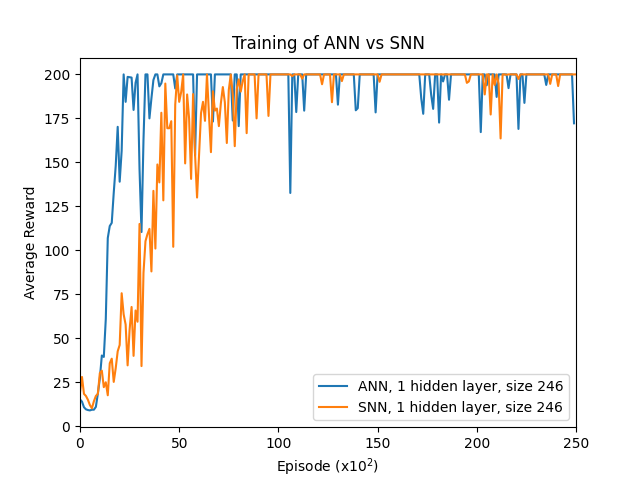 Training of ANN vs SNN
200
175
150
125
100
75
50
25
0
Average Reward
0 50 100 150 200 250
Episode (x10²)
ANN, 1 hidden layer, size 246
SNN, 1 hidden layer, size 246